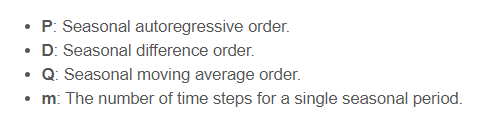 P: Seasonal autoregressive order.
D: Seasonal difference order.
Q: Seasonal moving average order.
m: The number of time steps for a single seasonal period.